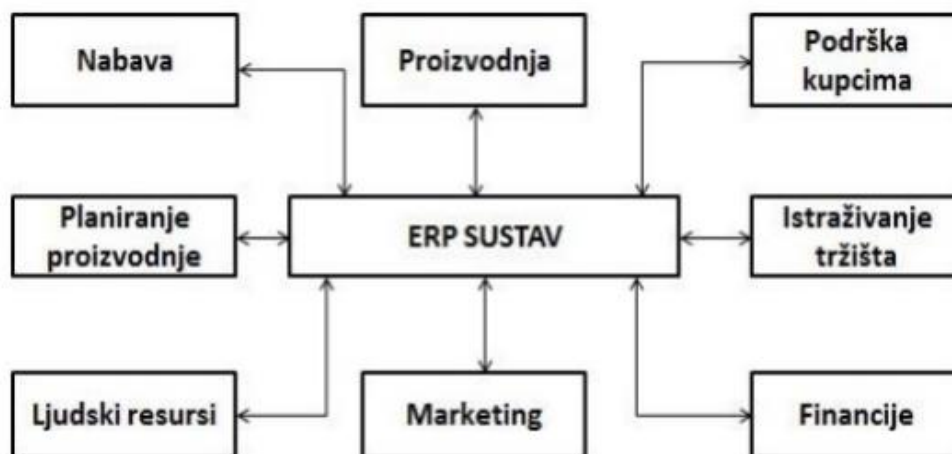 Nabava
Proizvodnja
Podrška
kupcima
Planiranje
proizvodnje
ERP SUSTAV
Istraživanje
tržišta
Ljudski resursi
Marketing
Financije